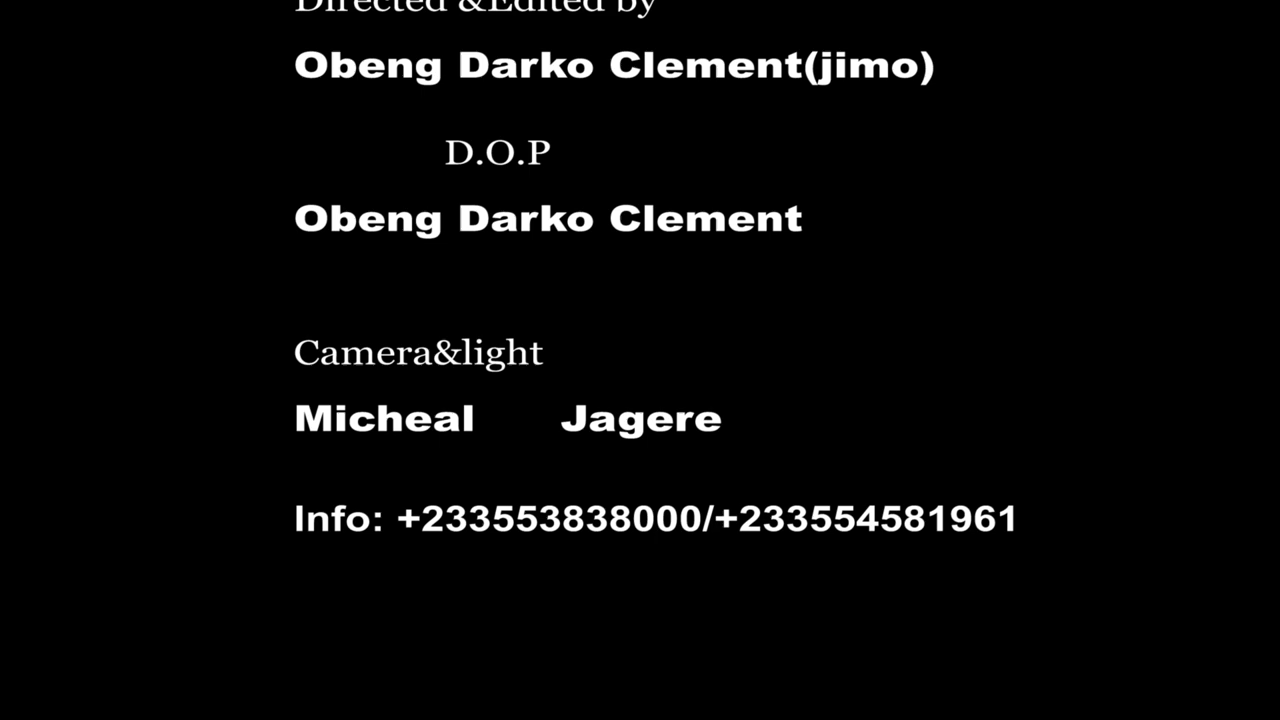 Directed &Edited by
Obeng Darko Clement(jimo)
D.O.P
Obeng Darko Clement
Camera&light
Micheal Jagere
Info: +233553838000/+233554581961